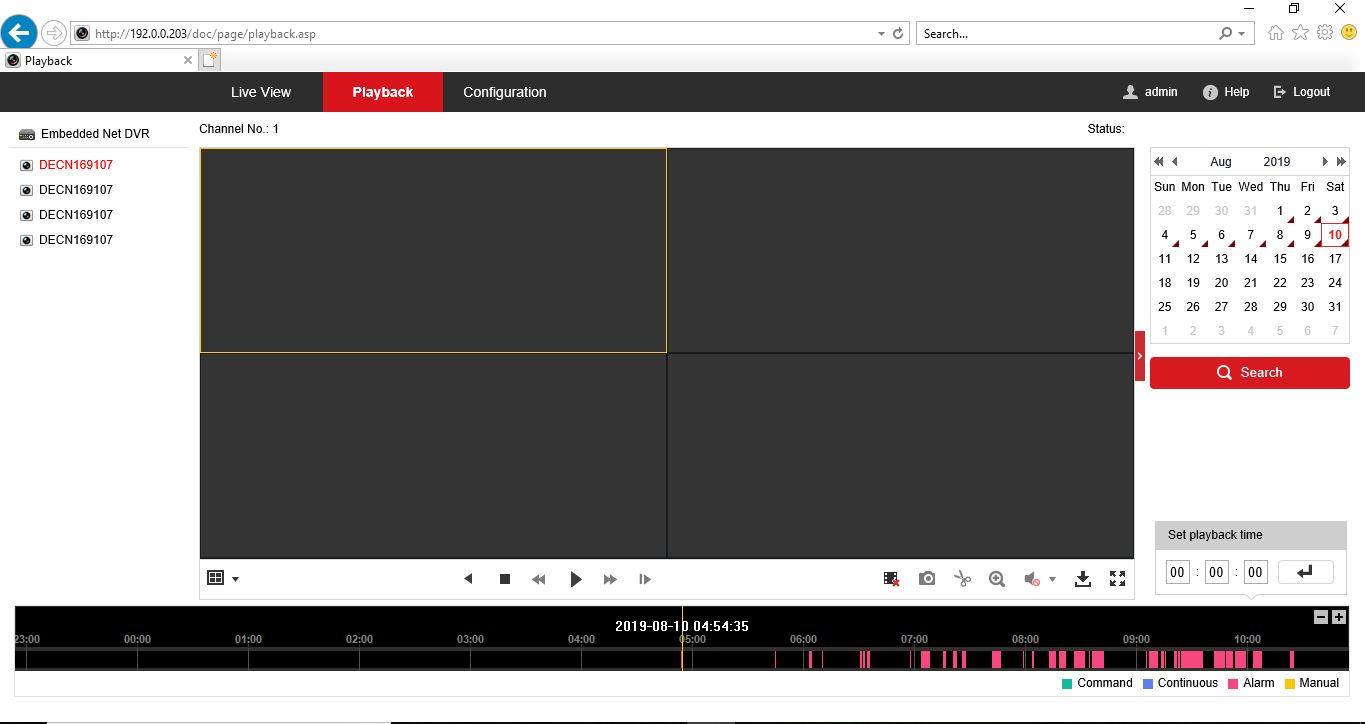 http://192.0.0.203/doc/page/playback.asp
Search...
Playback
Live View Playback Configuration admin Help Logout
Embedded Net DVR
Channel No.: 1
Status:
DECN169107
DECN169107
DECN169107
DECN169107
Aug 2019
Sun Mon Tue Wed Thu Fri Sat
28 29 30 31 1 2 3
4 5 6 7 8 9 10
11 12 13 14 15 16 17
18 19 20 21 22 23 24
25 26 27 28 29 30 31
1 2 3 4 5 6 7
Search
Set playback time
00 : 00 : 00
2019-08-10 04:54:35
23:00 00:00 01:00 02:00 03:00 04:00 05:00 06:00 07:00 08:00 09:00 10:00
Command Continuous Alarm Manual